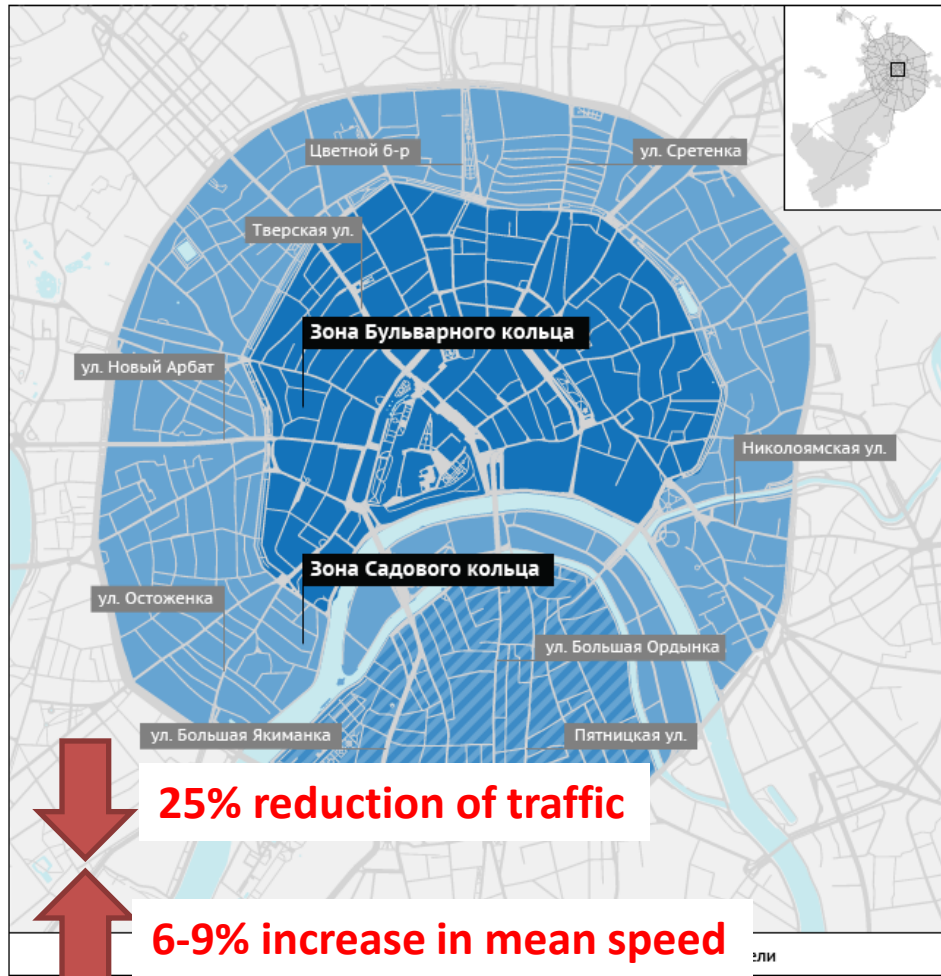 Цветной б-р
ул. Сретенка
Тверская ул.
Зона Бульварного кольца
ул. Новый Арбат
Николоямская ул.
Зона Садового кольца
ул. Остоженка
ул. Большая Ордынка
ул. Большая Якиманка
Пятницкая ул.
25% reduction of traffic
6-9% increase in mean speed